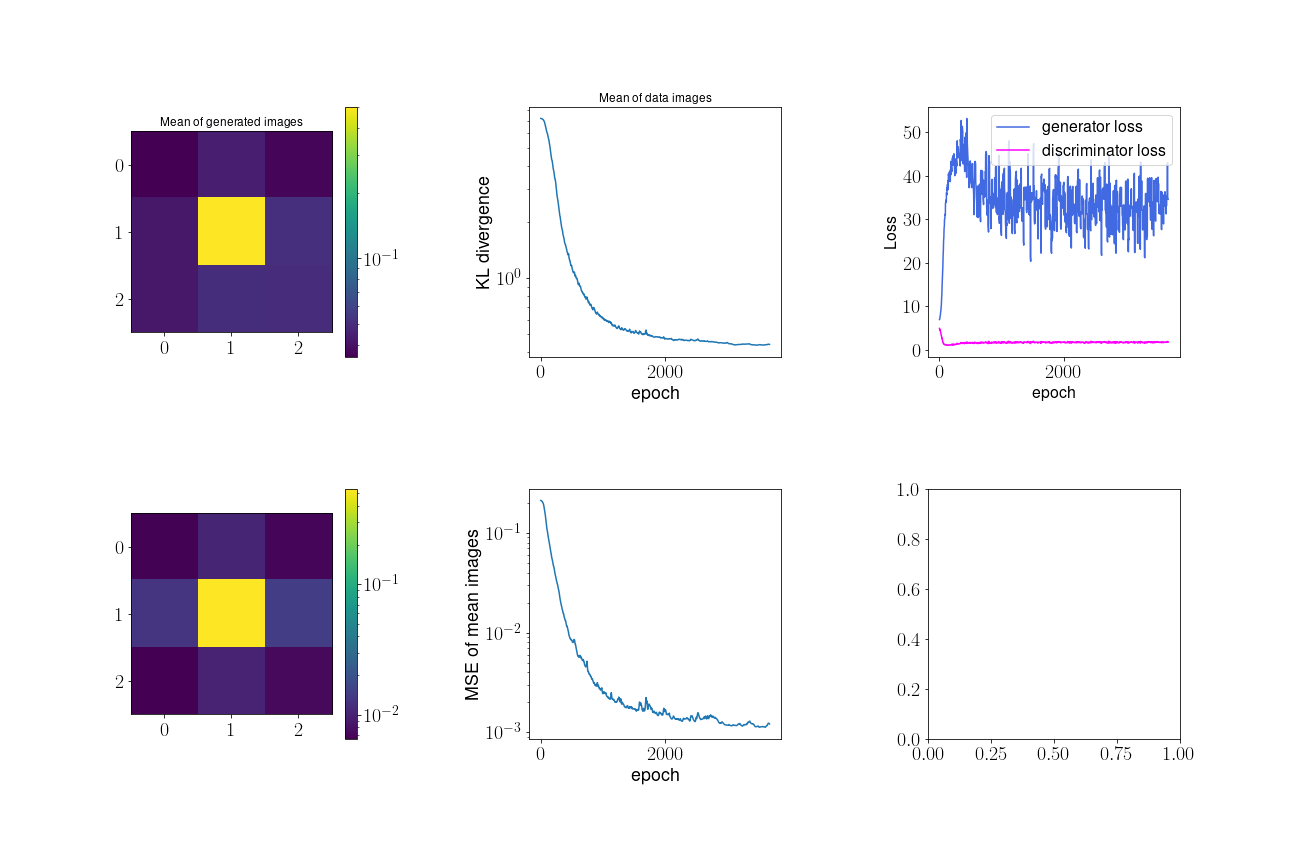 Mean of generated images
0
1
2
0 1 2
10⁻¹
Mean of data images
KL divergence
10⁰
0 2000
epoch
generator loss
discriminator loss
Loss
50
40
30
20
10
0
0 2000
epoch
0
1
2
0 1 2
10⁻¹
10⁻²
MSE of mean images
10⁻¹
10⁻²
10⁻³
0 2000
epoch
1.0
0.8
0.6
0.4
0.2
0.0
0.00 0.25 0.50 0.75 1.00